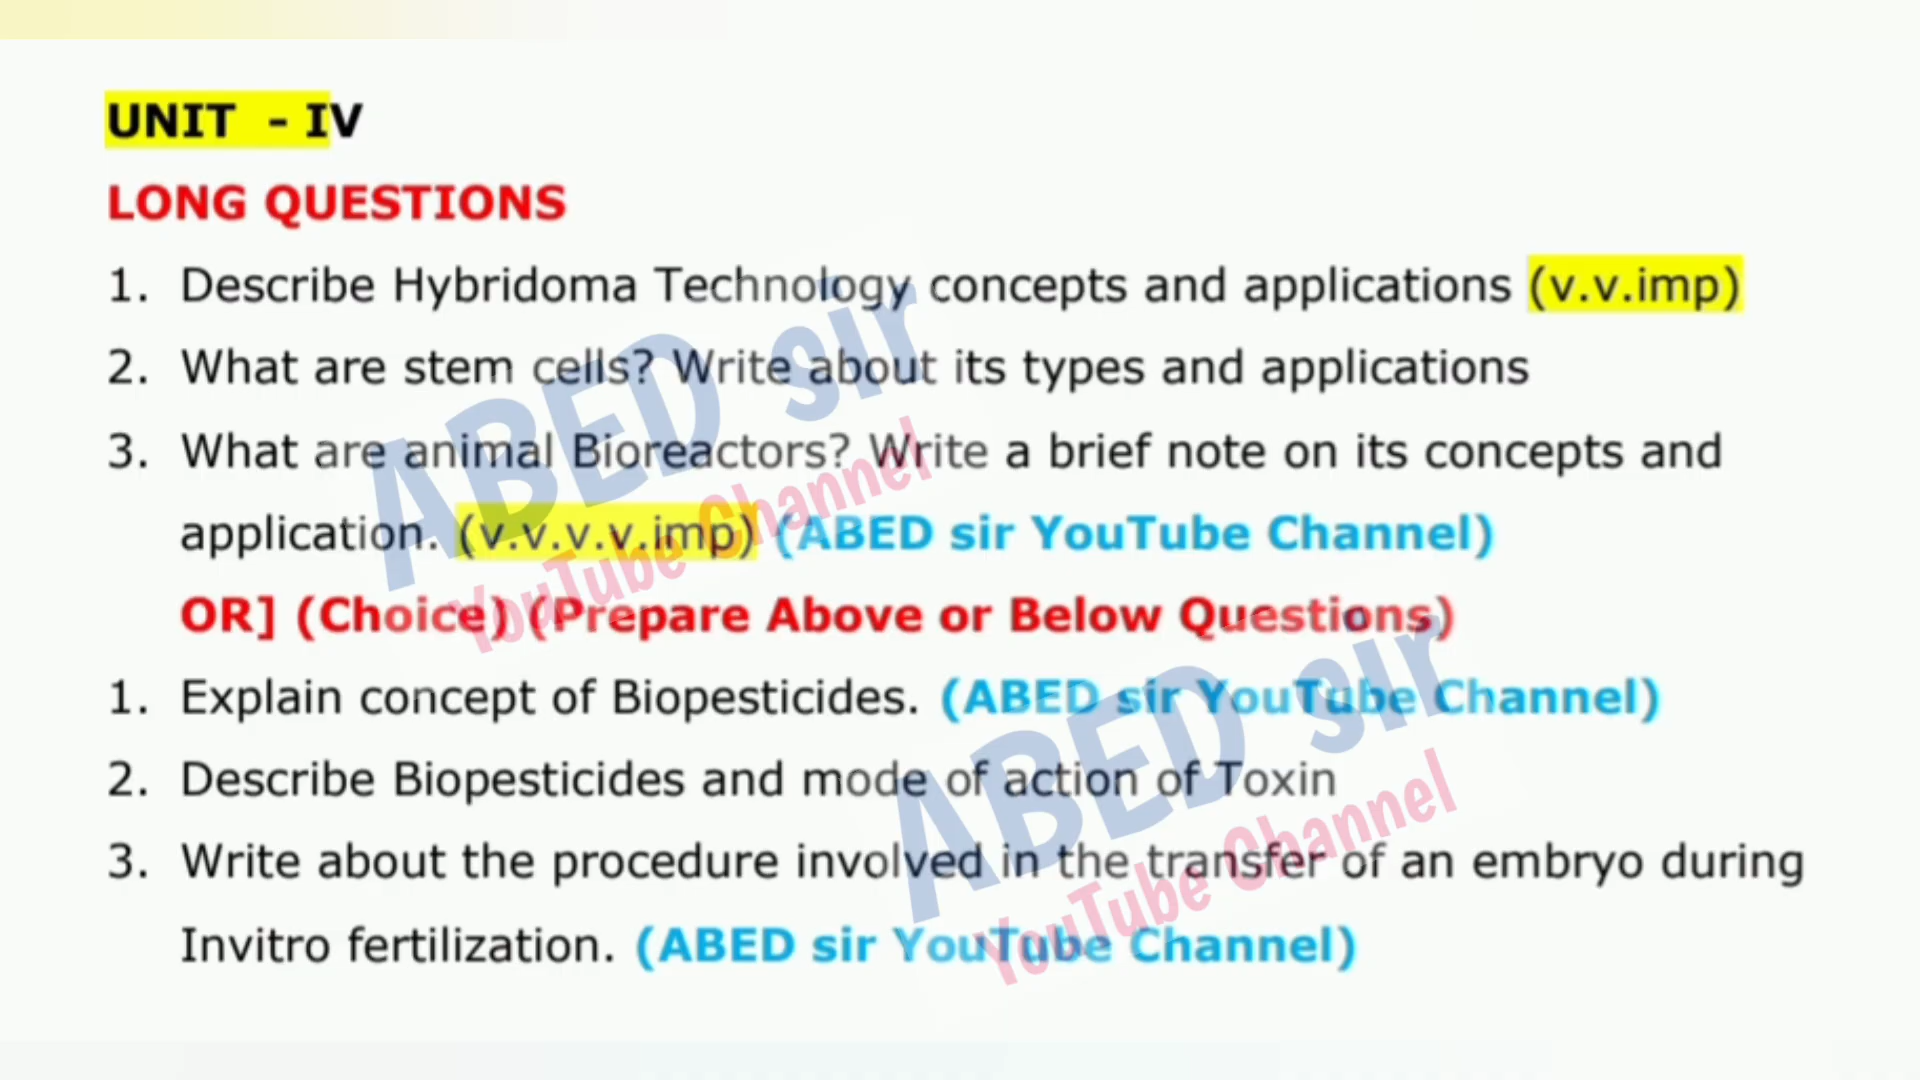 UNIT - IV
LONG QUESTIONS
1. Describe Hybridoma Technology concepts and applications (v.v.imp)
2. What are stem cells? Write about its types and applications
3. What are animal Bioreactors? Write a brief note on its concepts and
application. (v.v.v.v.imp) (ABED sir YouTube Channel)
OR] (Choice) (Prepare Above or Below Questions)
1. Explain concept of Biopesticides. (ABED sir YouTube Channel)
2. Describe Biopesticides and mode of action of Toxin
3. Write about the procedure involved in the transfer of an embryo during
Invitro fertilization. (ABED sir YouTube Channel)
ABED sir
YouTube Channel
ABED sir
YouTube Channel